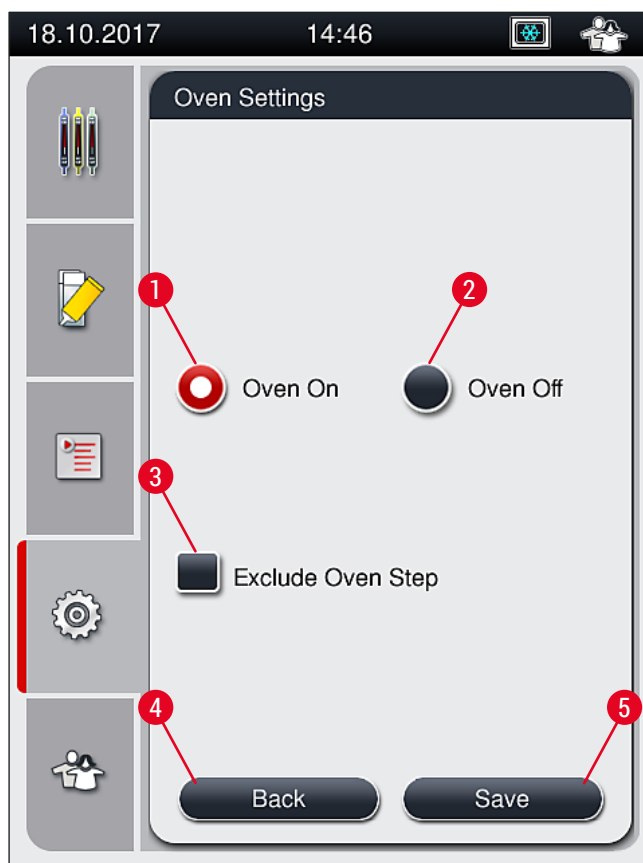 18.10.2017 14:46
Oven Settings
1 2
Oven On Oven Off
3
Exclude Oven Step
4 5
Back Save